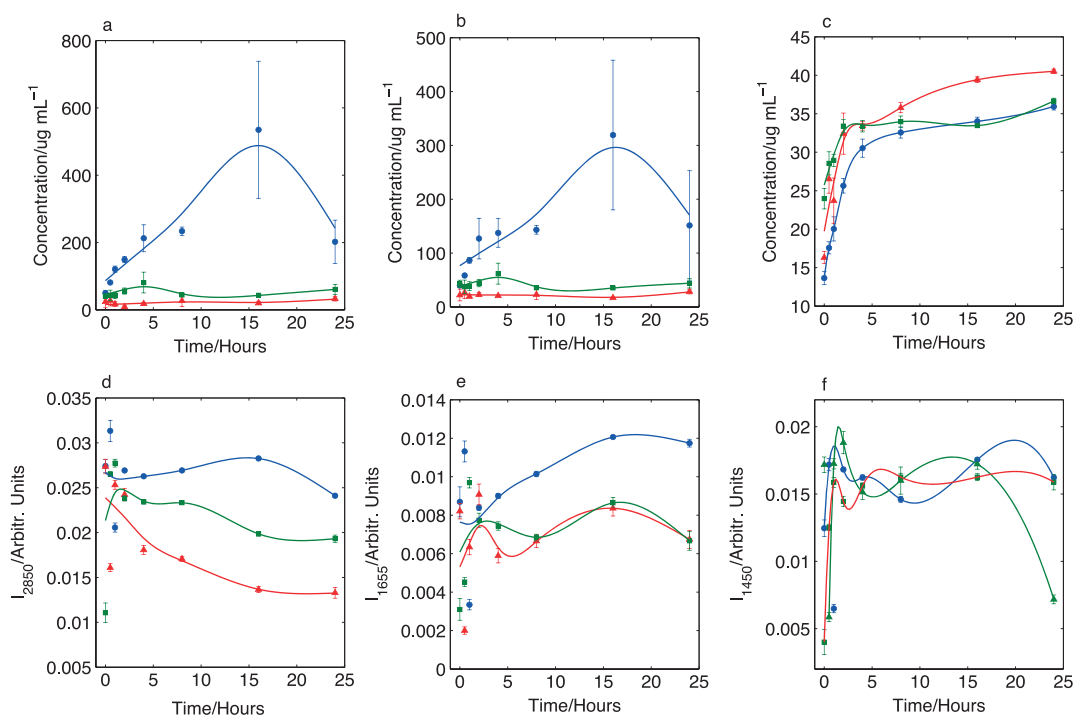 a
800
600
400
200
0
0 5 10 15 20 25
Concentration/ug mL⁻¹
Time/Hours
b
500
400
300
200
100
0
0 5 10 15 20 25
Concentration/ug mL⁻¹
Time/Hours
c
45
40
35
30
25
20
15
10
0 5 10 15 20 25
Concentration/ug mL⁻¹
Time/Hours
d
0.035
0.03
0.025
0.02
0.015
0.01
0.005
0 5 10 15 20 25
I2850/Arbitr. Units
Time/Hours
e
0.014
0.012
0.01
0.008
0.006
0.004
0.002
0
0 5 10 15 20 25
I1655/Arbitr. Units
Time/Hours
f
0.02
0.015
0.01
0.005
0 5 10 15 20 25
I1450/Arbitr. Units
Time/Hours